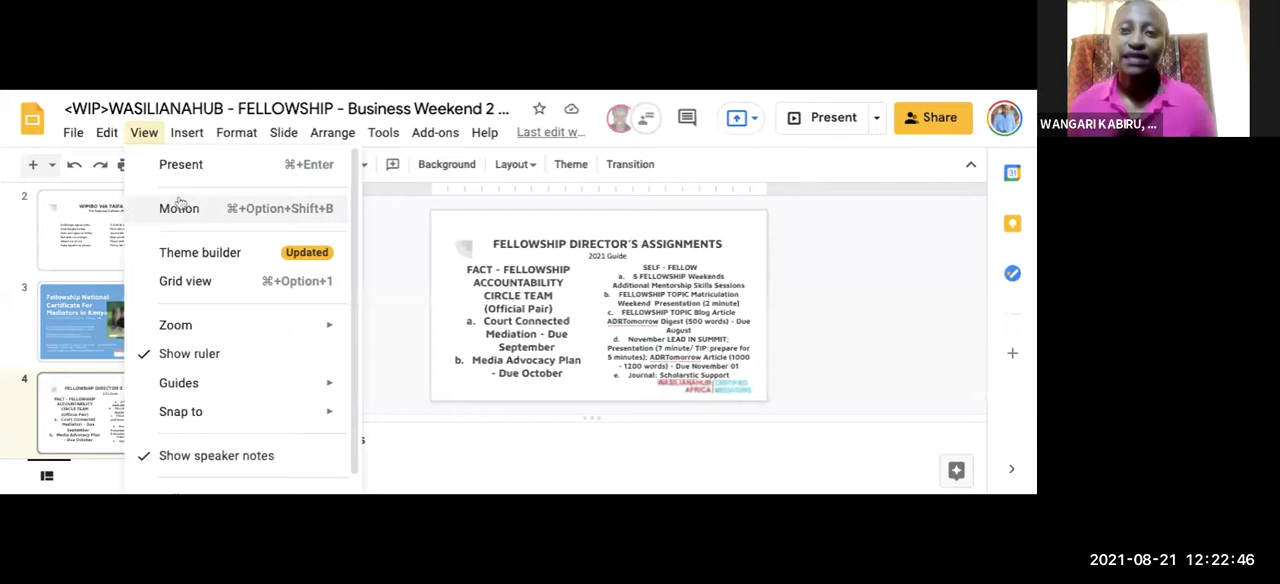 WANGARI KABIRU, ...
<WIP>WASILIANAHUB - FELLOWSHIP - Business Weekend 2 ...
File Edit View Insert Format Slide Arrange Tools Add-ons Help Last edit w...
Present
Share
Background Layout Theme Transition
Present ⌘+Enter
Motion ⌘+Option+Shift+B
Theme builder Updated
Grid view ⌘+Option+1
Zoom
Show ruler
Guides
Snap to
Show speaker notes
2
3
Fellowship National
Certificate For
Mediators in Kenya
4
FELLOWSHIP DIRECTOR'S ASSIGNMENTS
2021 Guide
FACT - FELLOWSHIP
ACCOUNTABILITY
CIRCLE TEAM
(Official Pair)
a. Court Connected
Mediation - Due
September
b. Media Advocacy Plan
- Due October
SELF - FELLOW
a. 5 FELLOWSHIP Weekends
Additional Mentorship Skills Sessions
b. FELLOWSHIP TOPIC Matriculation
Weekend Presentation (2 minute)
c. FELLOWSHIP TOPIC Blog Article
ADRTomorrow Digest (500 words) - Due
August
d. November LEAD IN SUMMIT;
Presentation (7 minute/ TIP:prepare for
5 minutes); ADRTomorrow Article (1000
- 1200 words) - Due November 01
e. Journal: Scholarstic Support
WASILIANAHUB CERTIFIED
AFRICA MEDIATORS
31
2021-08-21 12:22:46